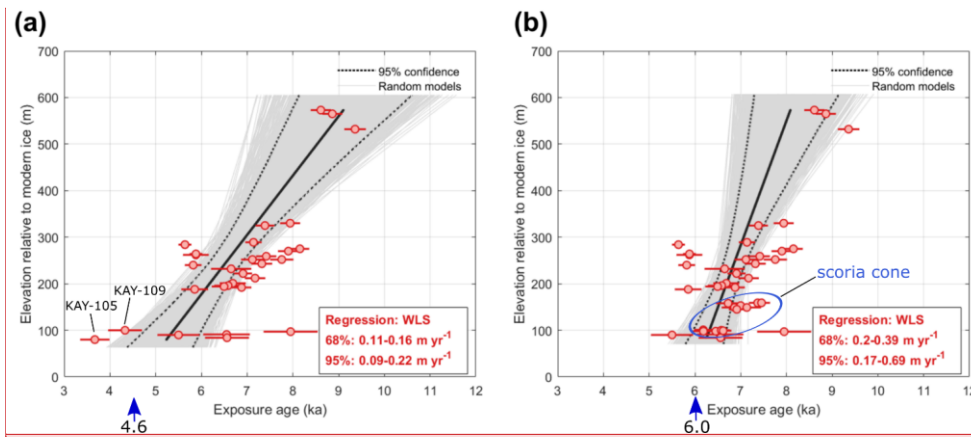 (a)
700
600
500
400
300
200
100
0
Elevation relative to modern ice (m)
95% confidence
Random models
KAY-109
KAY-105
Regression: WLS
68%: 0.11-0.16 m yr-1
95%: 0.09-0.22 m yr-1
3 4 5 6 7 8 9 10 11 12
Exposure age (ka)
4.6
(b)
700
600
500
400
300
200
100
0
Elevation relative to modern ice (m)
95% confidence
Random models
scoria cone
Regression: WLS
68%: 0.2-0.39 m yr-1
95%: 0.17-0.69 m yr-1
3 4 5 6 7 8 9 10 11 12
Exposure age (ka)
6.0